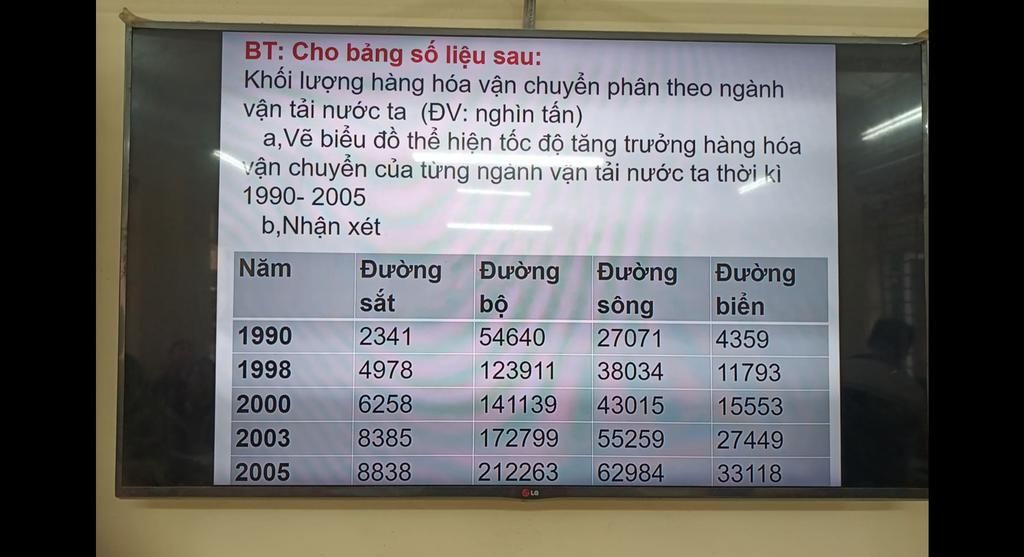 BT: Cho bảng số liệu sau:
Khối lượng hàng hóa vận chuyển phân theo ngành
vận tải nước ta (ĐV: nghìn tấn)
a,Vẽ biểu đồ thể hiện tốc độ tăng trưởng hàng hóa
vận chuyển của từng ngành vận tải nước ta thời kì
1990- 2005
b,Nhận xét
Năm Đường sắt Đường bộ Đường sông Đường biển
1990 2341 54640 27071 4359
1998 4978 123911 38034 11793
2000 6258 141139 43015 15553
2003 8385 172799 55259 27449
2005 8838 212263 62984 33118
LG